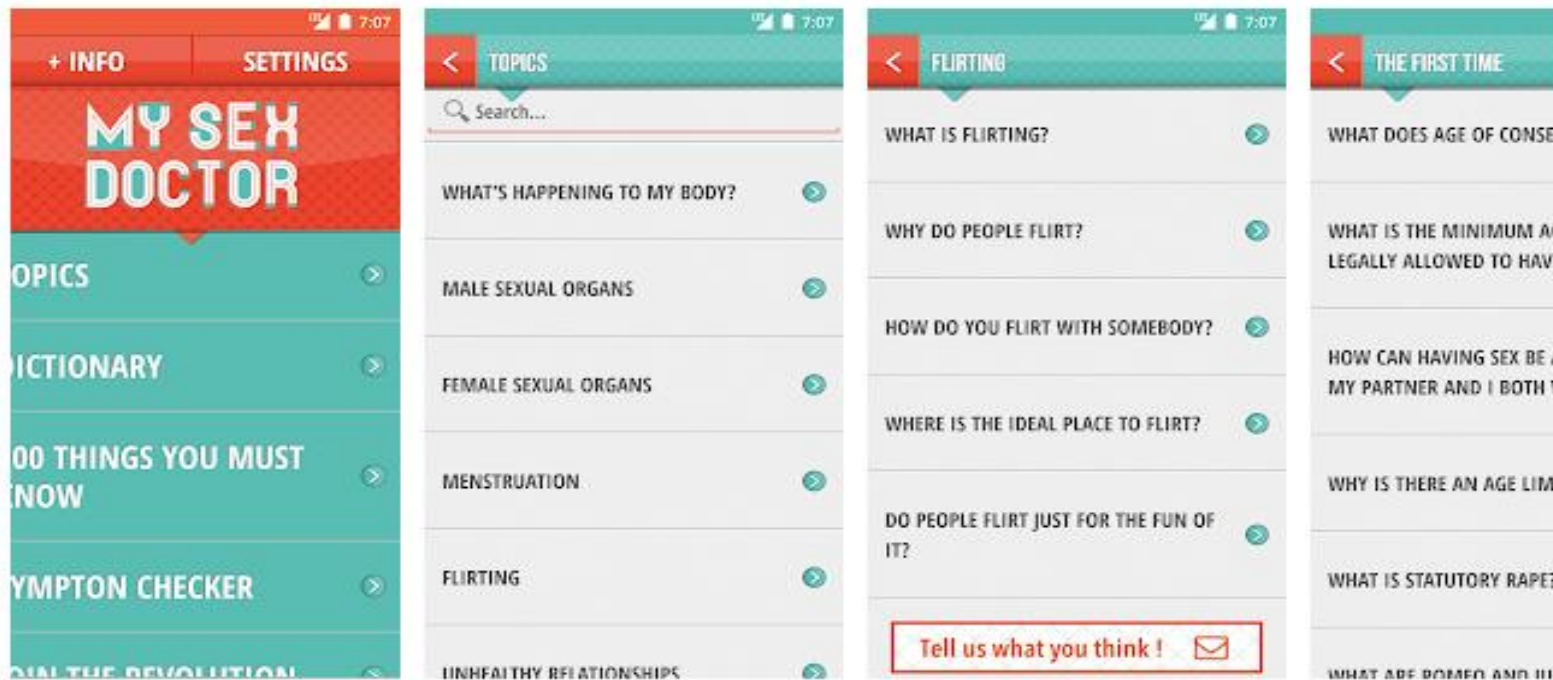 7:07
+ INFO
SETTINGS
MY SEX
DOCTOR
OPICS
ICTIONARY
00 THINGS YOU MUST
NOW
YMPTON CHECKER
7:07
< TOPICS
Search...
WHAT'S HAPPENING TO MY BODY?
MALE SEXUAL ORGANS
FEMALE SEXUAL ORGANS
MENSTRUATION
FLIRTING
UNHEALTHY RELATIONSHIPS
7:07
< FLIRTING
WHAT IS FLIRTING?
WHY DO PEOPLE FLIRT?
HOW DO YOU FLIRT WITH SOMEBODY?
WHERE IS THE IDEAL PLACE TO FLIRT?
DO PEOPLE FLIRT JUST FOR THE FUN OF
IT?
Tell us what you think !
< THE FIRST TIME
WHAT DOES AGE OF CONSE
WHAT IS THE MINIMUM A
LEGALLY ALLOWED TO HAV
HOW CAN HAVING SEX BE
MY PARTNER AND I BOTH
WHY IS THERE AN AGE LIM
WHAT IS STATUTORY RAPE?
WHAT ARE ROMEO AND JU